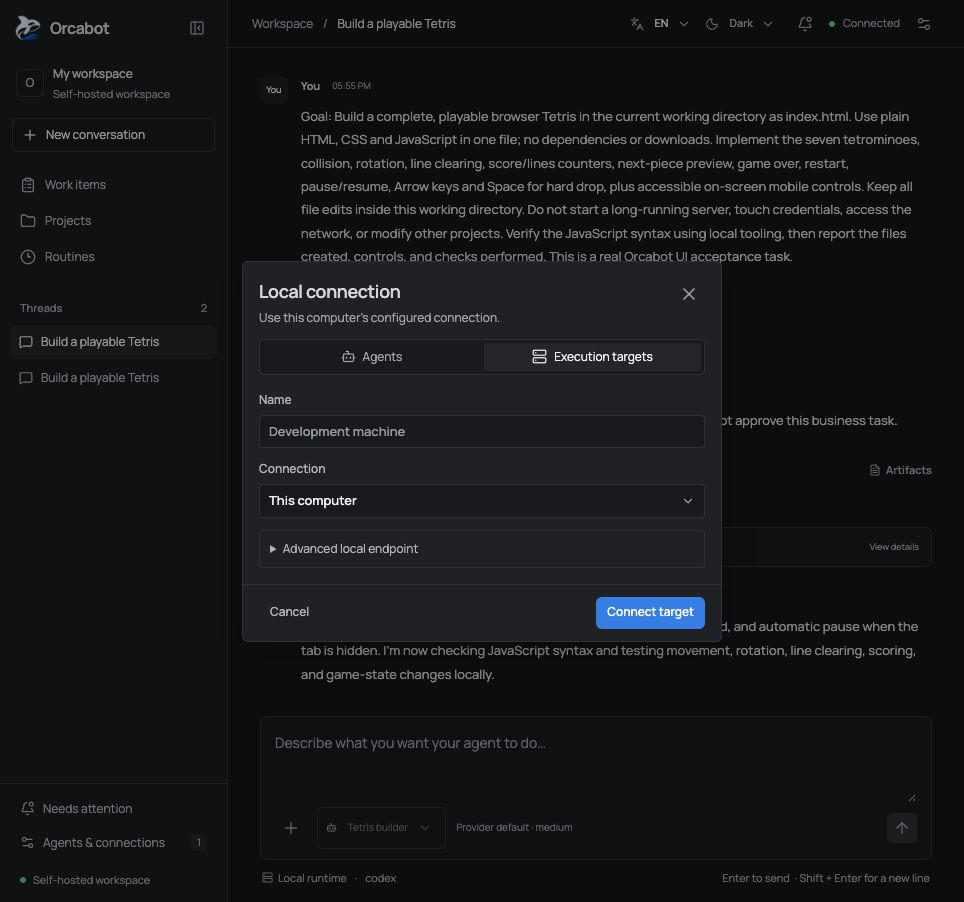 Orcabot
Workspace / Build a playable Tetris
EN
Dark
Connected
O
My workspace
Self-hosted workspace
New conversation
Work items
Projects
Routines
Threads 2
Build a playable Tetris
Build a playable Tetris
You
You 05:55 PM
Goal: Build a complete, playable browser Tetris in the current working directory as index.html. Use plain
HTML, CSS and JavaScript in one file; no dependencies or downloads. Implement the seven tetrominoes,
collision, rotation, line clearing, score/lines counters, next-piece preview, game over, restart,
pause/resume, Arrow keys and Space for hard drop, plus accessible on-screen mobile controls. Keep all
file edits inside this working directory. Do not start a long-running server, touch credentials, access the
network, or modify other projects. Verify the JavaScript syntax using local tooling, then report the files
created, controls, and checks performed. This is a real Orcabot UI acceptance task.
Local connection
Use this computer's configured connection.
Agents
Execution targets
Name
Development machine
Connection
This computer
Advanced local endpoint
Cancel
Connect target
approve this business task.
Artifacts
View details
and automatic pause when the
tab is hidden. I'm now checking JavaScript syntax and testing movement, rotation, line clearing, scoring,
and game-state changes locally.
Describe what you want your agent to do…
Tetris builder
Provider default · medium
Local runtime · codex
Enter to send · Shift + Enter for a new line
Needs attention
Agents & connections 1
Self-hosted workspace